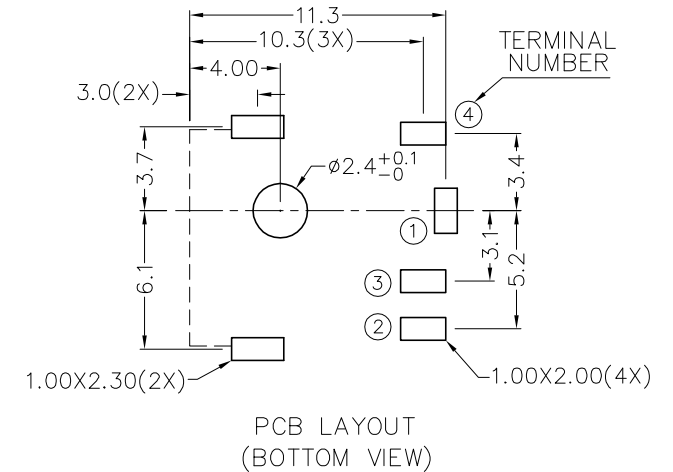 11.3
10.3(3X)
TERMINAL
NUMBER
4.00
3.0(2X)
4
3.7
⌀2.4 +0.1 -0
3.4
1
3.1
5.2
6.1
3
2
1.00X2.30(2X)
1.00X2.00(4X)
PCB LAYOUT
(BOTTOM VIEW)